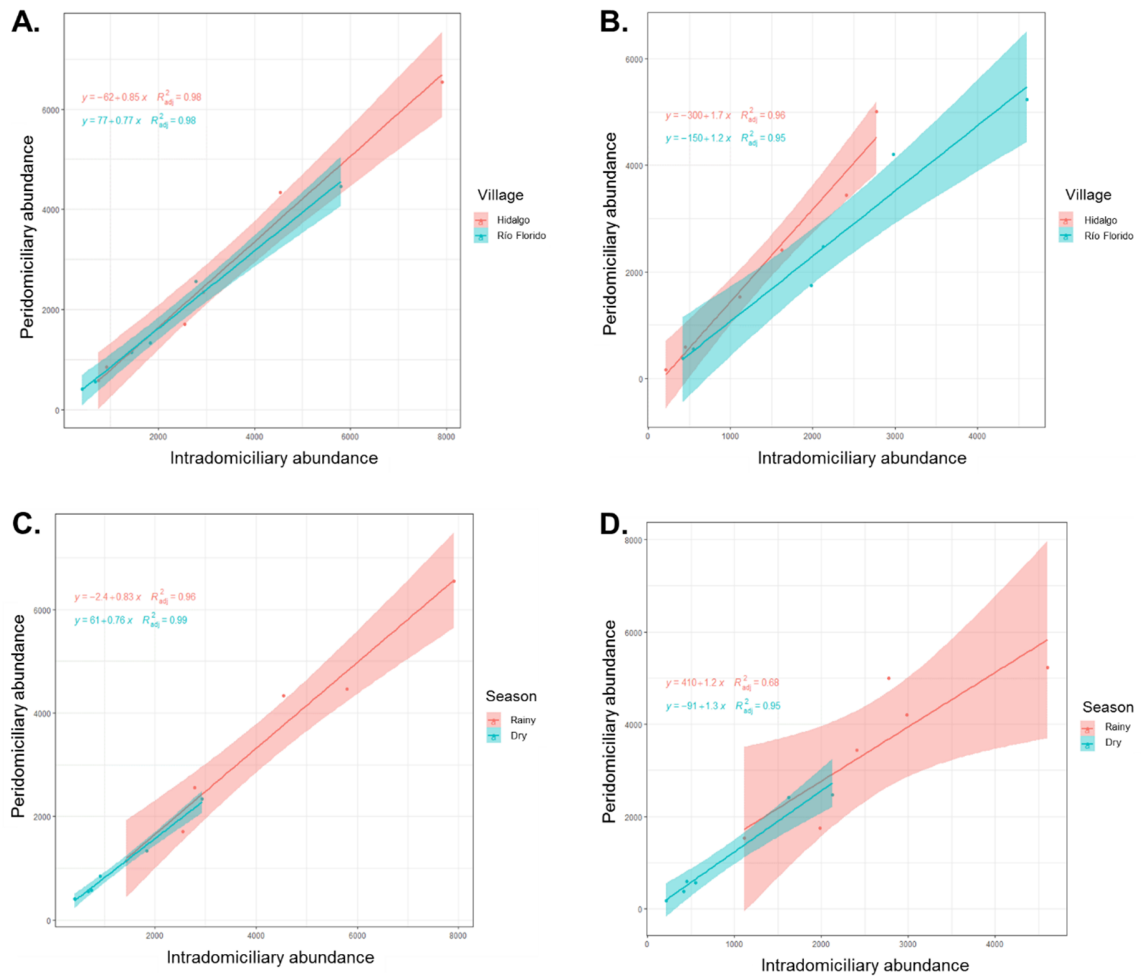 A.
y = −62 + 0.85 x R²adj = 0.98
y = 77 + 0.77 x R²adj = 0.98
6000
4000
2000
0
2000
4000
6000
8000
Peridomiciliary abundance
Intradomiciliary abundance
Village
Hidalgo
Río Florido
B.
y = −300 + 1.7 x R²adj = 0.96
y = −150 + 1.2 x R²adj = 0.95
6000
4000
2000
0
0
1000
2000
3000
4000
Peridomiciliary abundance
Intradomiciliary abundance
Village
Hidalgo
Río Florido
C.
y = −2.4 + 0.83 x R²adj = 0.96
y = 61 + 0.76 x R²adj = 0.99
6000
4000
2000
0
2000
4000
6000
8000
Peridomiciliary abundance
Intradomiciliary abundance
Season
Rainy
Dry
D.
y = 410 + 1.2 x R²adj = 0.68
y = −91 + 1.3 x R²adj = 0.95
8000
6000
4000
2000
0
0
1000
2000
3000
4000
Peridomiciliary abundance
Intradomiciliary abundance
Season
Rainy
Dry